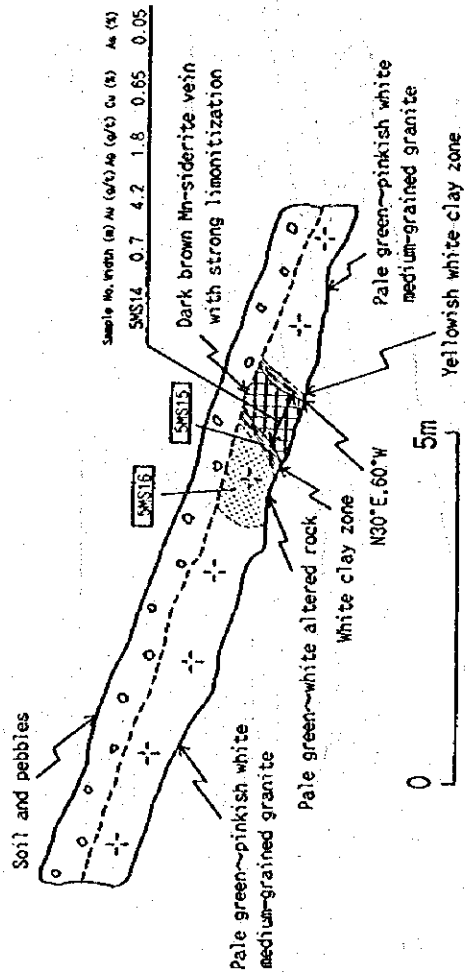 Sample No. Width (m) Au (g/t) Ag (g/t) Cu (%) As (%)
5MS14 0.7 4.2 1.8 0.65 0.05
Soil and pebbles
5MS16
5MS15
Dark brown Mn-siderite vein
with strong limonitization
Pale green~pinkish white
medium-grained granite
Pale green~white altered rock
White clay zone
N30°E.60°W
Pale green~pinkish white
medium-grained granite
Yellowish white clay zone
0 5m